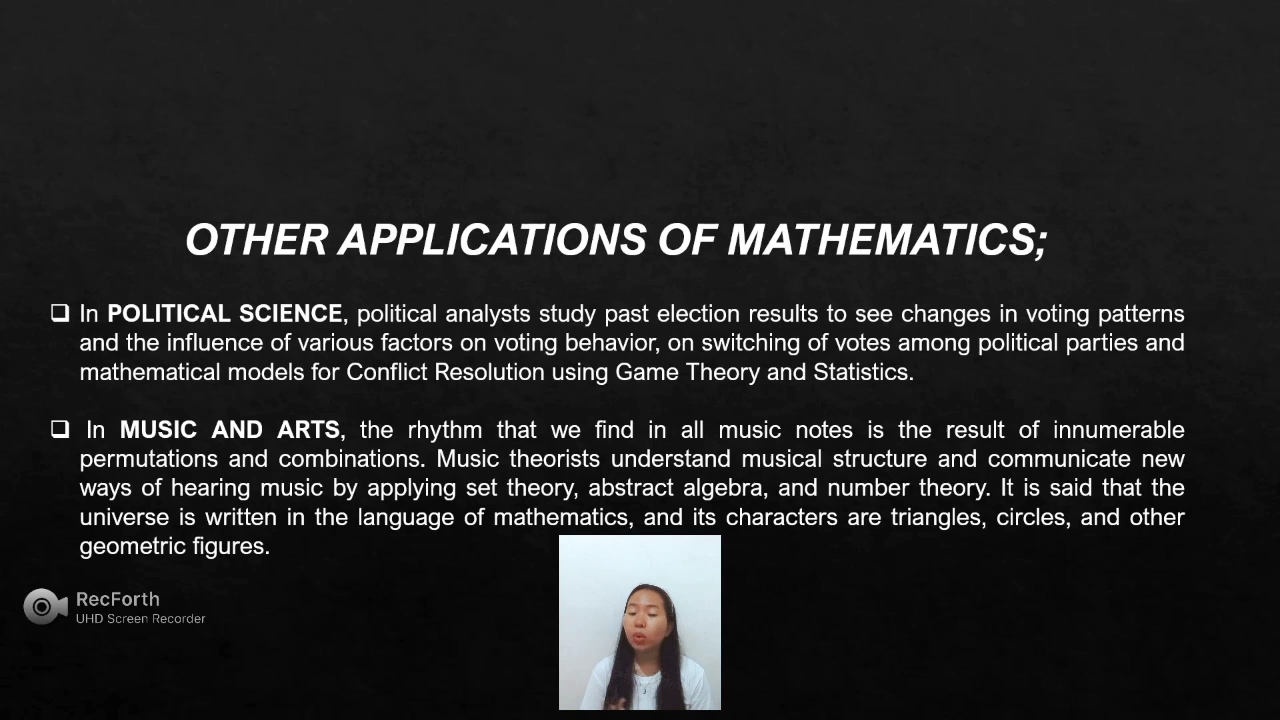 OTHER APPLICATIONS OF MATHEMATICS;
❑ In POLITICAL SCIENCE, political analysts study past election results to see changes in voting patterns
and the influence of various factors on voting behavior, on switching of votes among political parties and
mathematical models for Conflict Resolution using Game Theory and Statistics.
❑ In MUSIC AND ARTS, the rhythm that we find in all music notes is the result of innumerable
permutations and combinations. Music theorists understand musical structure and communicate new
ways of hearing music by applying set theory, abstract algebra, and number theory. It is said that the
universe is written in the language of mathematics, and its characters are triangles, circles, and other
geometric figures.
RecForth
UHD Screen Recorder